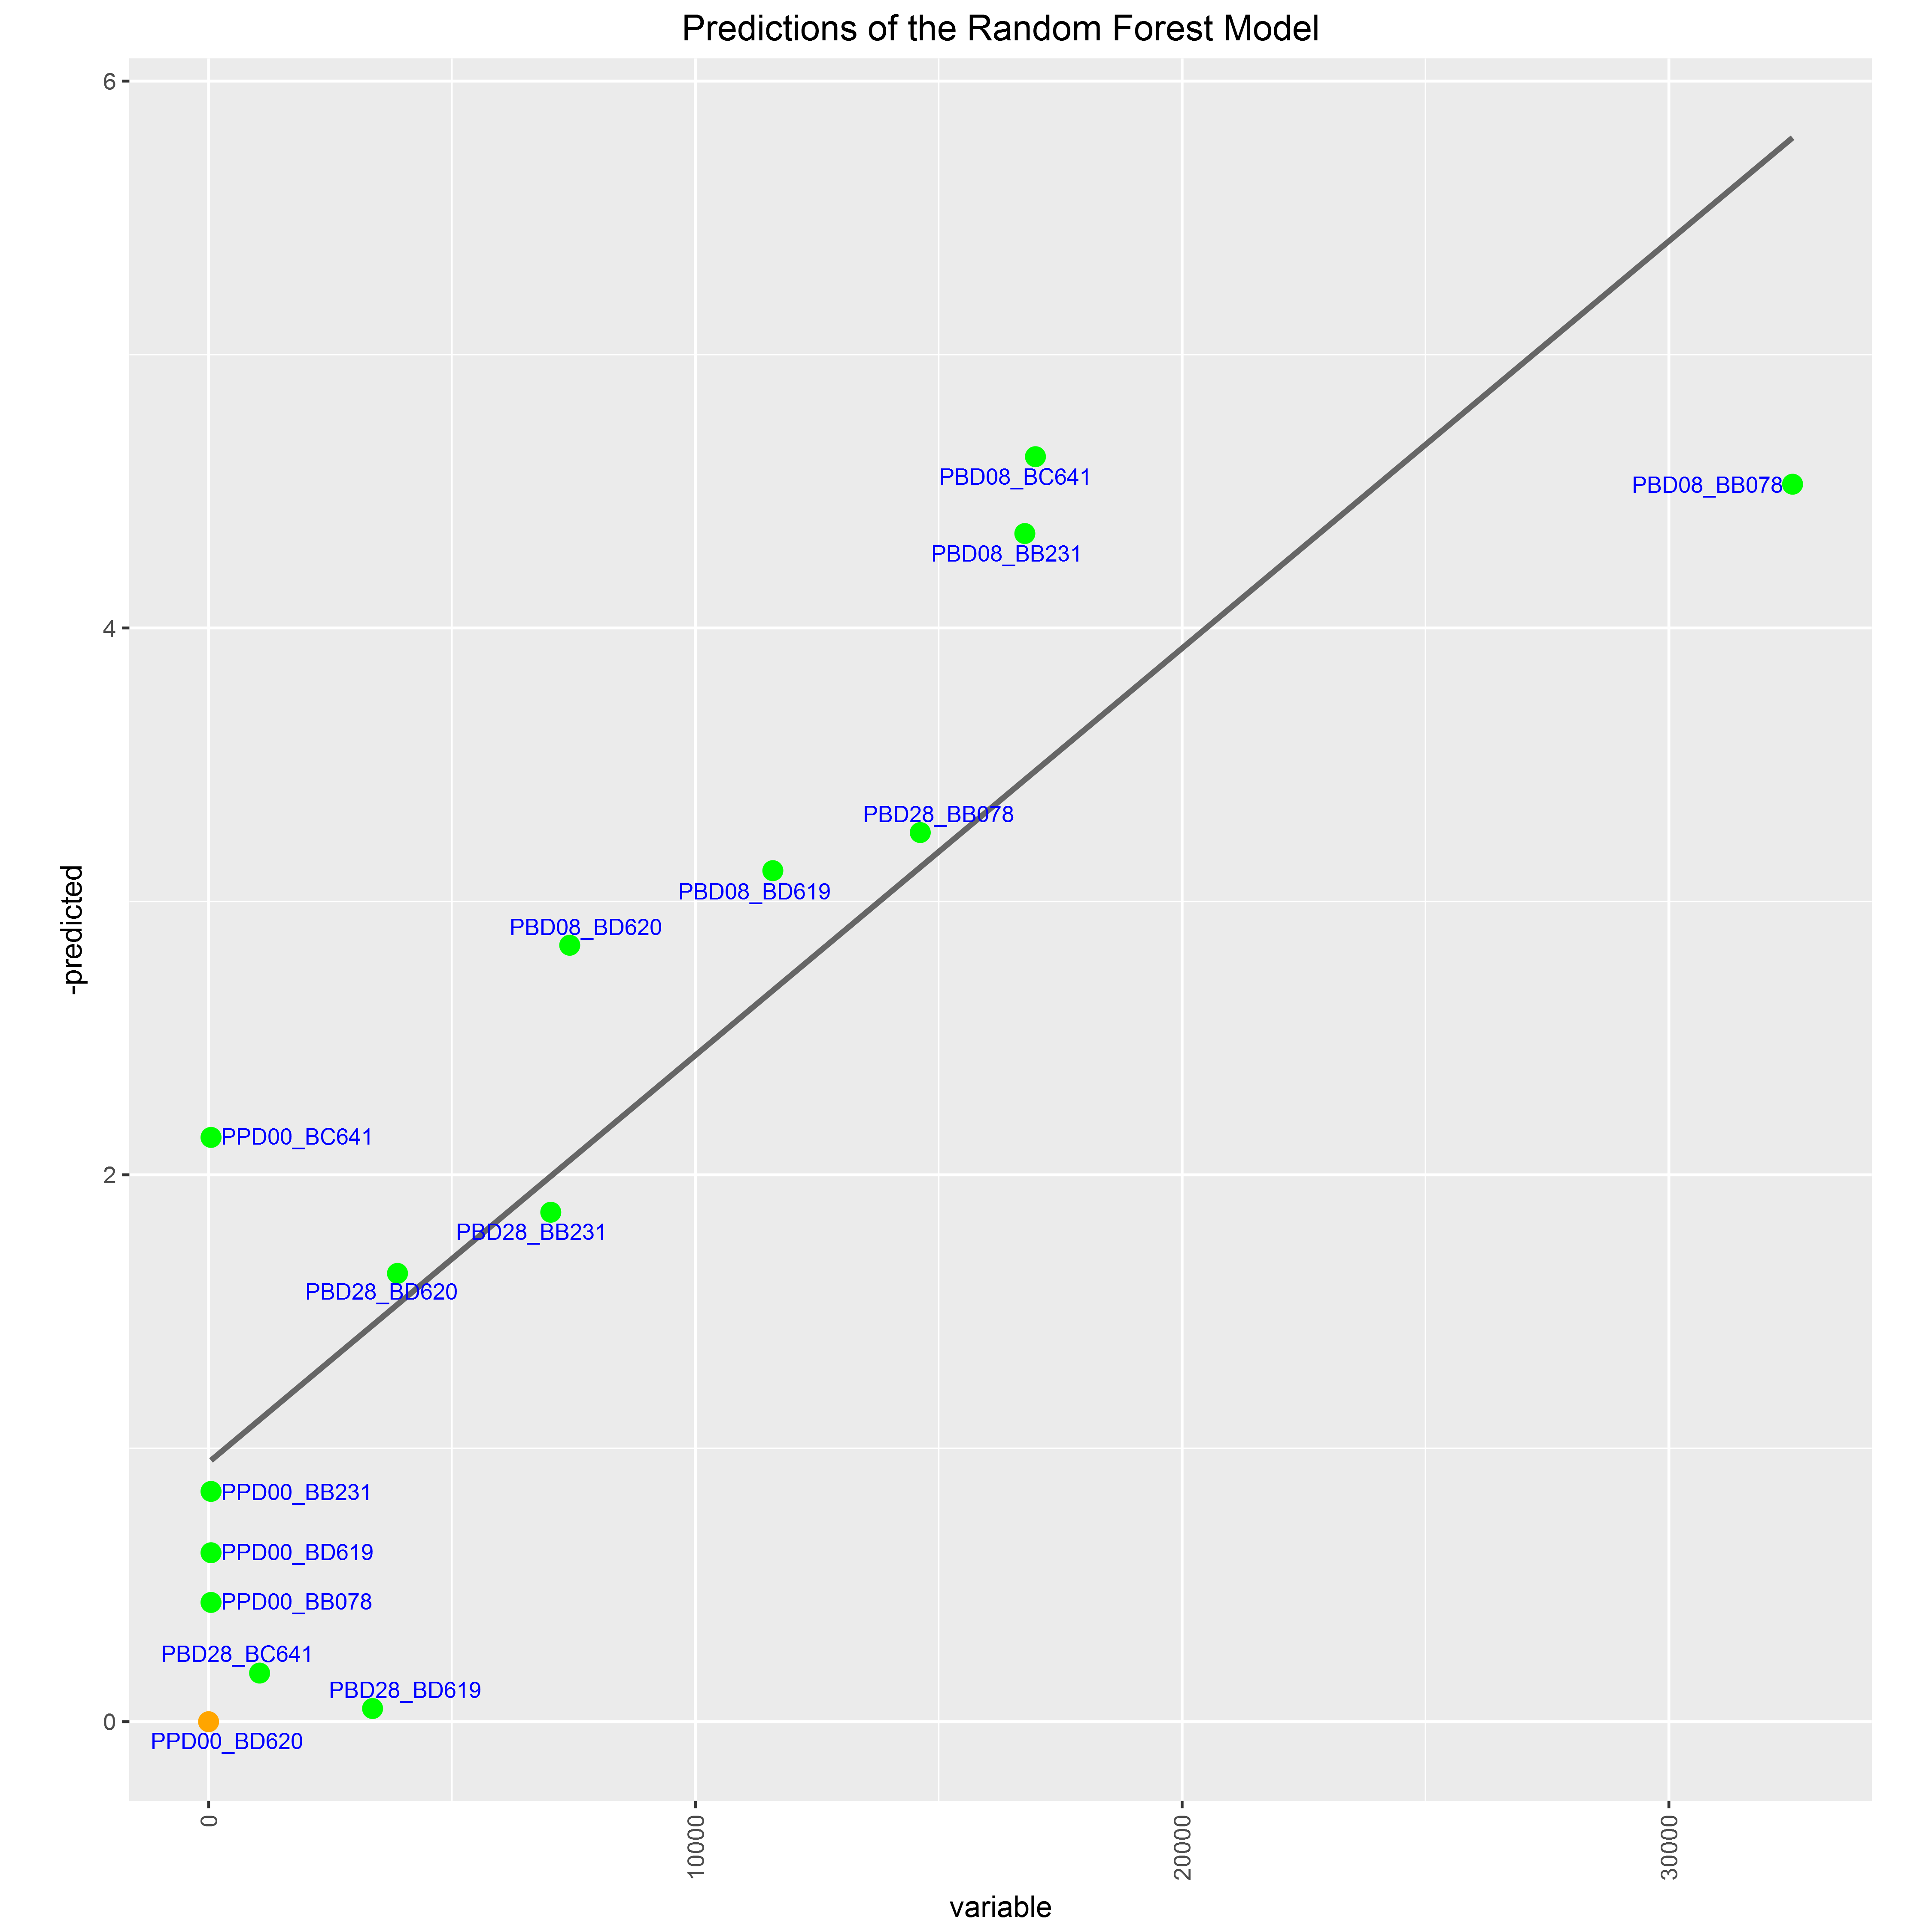 Predictions of the Random Forest Model
6
PBD08_BC641
PBD08_BB078
PBD08_BB231
4
PBD28_BB078
-predicted
PBD08_BD619
PBD08_BD620
PPD00_BC641
2
PBD28_BB231
PBD28_BD620
PPD00_BB231
PPD00_BD619
PPD00_BB078
PBD28_BC641
PBD28_BD619
0
PPD00_BD620
0
10000
20000
30000
variable